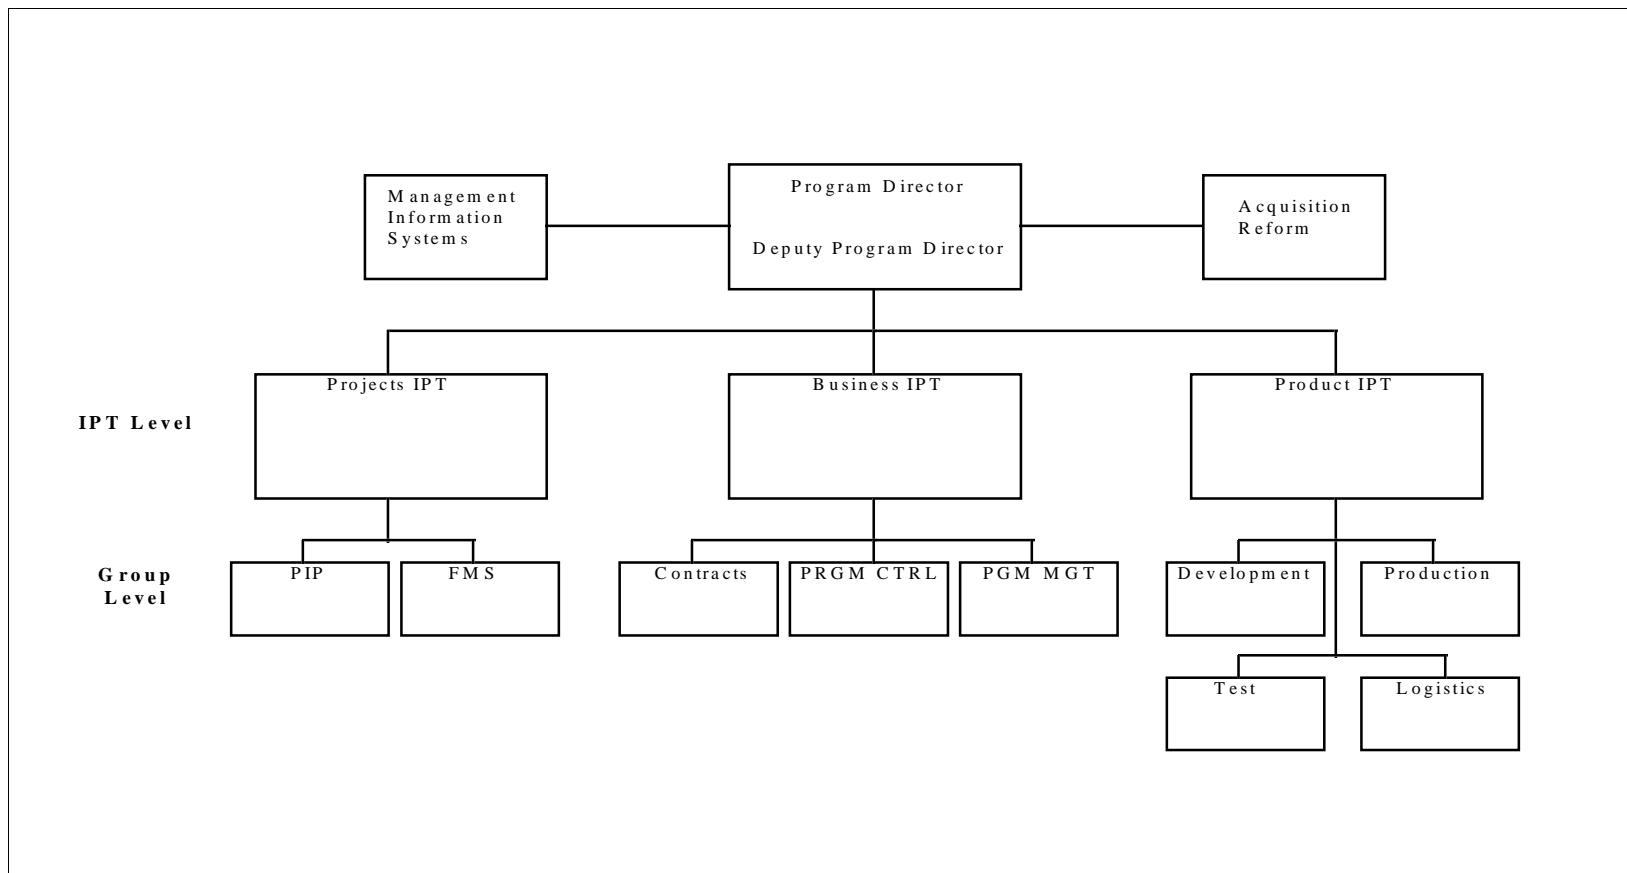 Program Director
Management
Information
Systems
Acquisition
Reform
Deputy Program Director
Projects IPT
Business IPT
Product IPT
IPT Level
PIP
FMS
Contracts
PRGM CTRL
PGM MGT
Development
Production
Group
Level
Test
Logistics